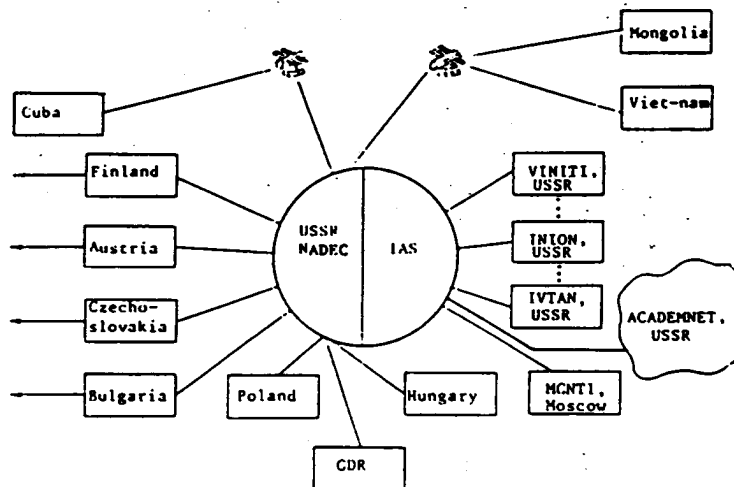 Mongolia
Viet-nam
Cuba
Finland
Austria
Czecho-
slovakia
Bulgaria
USSR
NADEC
IAS
VINITI,
USSR
INION,
USSR
IVTAN,
USSR
ACADEMNET,
USSR
Poland
Hungary
MCNTI,
Moscow
GDR